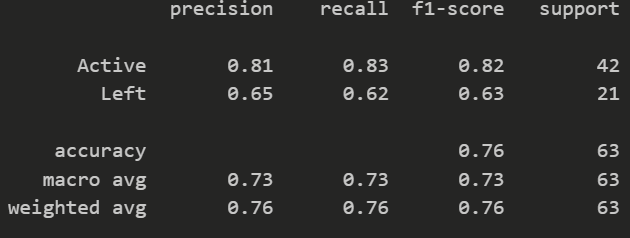 precision recall f1-score support
Active 0.81 0.83 0.82 42
Left 0.65 0.62 0.63 21
accuracy 0.76 63
macro avg 0.73 0.73 0.73 63
weighted avg 0.76 0.76 0.76 63